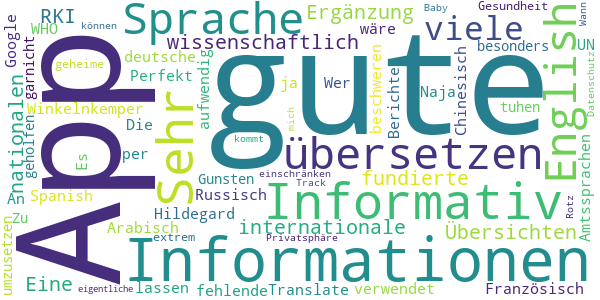 RKI
können
Sprache
Ergänzung
viele
Baby
Gesundheit
Wann
Google
WHO
garnicht
geheime
deutsche
wissenschaftlich
wäre
besonders
UN
App
gute
English
Perfekt
aufwendig
ja
Wer
beschweren
Berichte
Naja
Chinesisch
tuhen
Datenschutz
nationalen
geholfen
Winkelnkemper
Die
per
Sehr
kommt
mich
übersetzen
Es
An
Spanish
Gunsten
einschränken
Track
fundierte
Rotz
Amtssprachen
Russisch
Informativ
Zu
Hildegard
Arabisch
internationale
Übersichten
umzusetzen
Eine
extrem
Privatsphäre
Informationen
eigentliche
lassen
fehlende
Translate
verwendet
Französisch